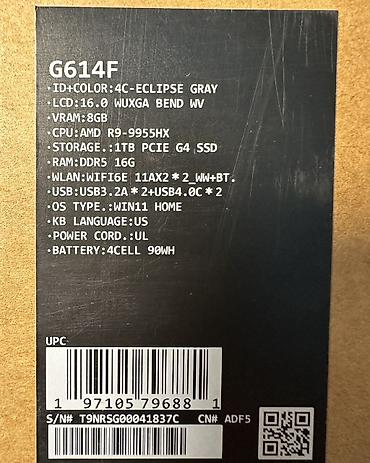 G614F
·ID+COLOR:4C-ECLIPSE GRAY
·LCD:16.0 WUXGA BEND WV
·VRAM:8GB
·CPU:AMD R9-9955HX
·STORAGE.:1TB PCIE G4 SSD
·RAM:DDR5 16G
·WLAN:WIFI6E 11AX2*2_WW+BT.
·USB:USB3.2A*2+USB4.0C*2
·OS TYPE.:WIN11 HOME
·KB LANGUAGE:US
·POWER CORD.:UL
·BATTERY:4CELL 90WH
UPC
1 97105 79688 1
S/N# T9NRSG00041837C CN# ADF5